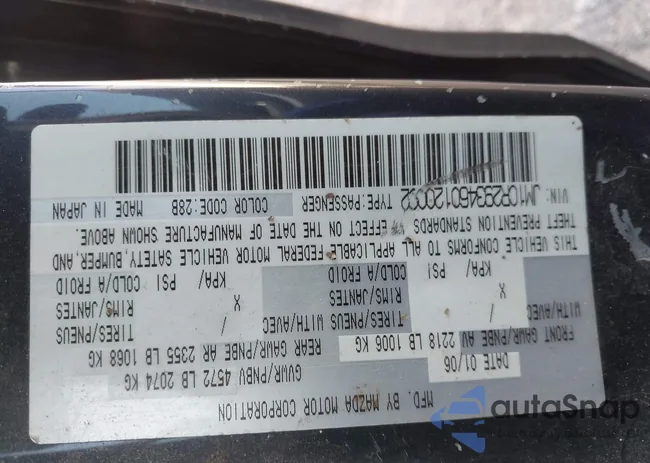 MFG. BY MAZDA MOTOR CORPORATION
DATE 01/06 GVWR/PNBV 4572 LB 2074 KG
FRONT GAWR/PNBE AV 2218 LB 1006 KG REAR GAWR/PNBE AR 2355 LB 1068 KG
WITH/AVEC / TIRES/PNEUS WITH/AVEC / TIRES/PNEUS
X RIMS/JANTES X RIMS/JANTES
KPA/ PSI COLD/A FROID KPA/ PSI COLD/A FROID
THIS VEHICLE CONFORMS TO ALL APPLICABLE FEDERAL MOTOR VEHICLE SAFETY, BUMPER, AND
THEFT PREVENTION STANDARDS IN EFFECT ON THE DATE OF MANUFACTURE SHOWN ABOVE.
VIN: JM1CR293460120002 TYPE: PASSENGER COLOR CODE: 28B MADE IN JAPAN
autoSnap